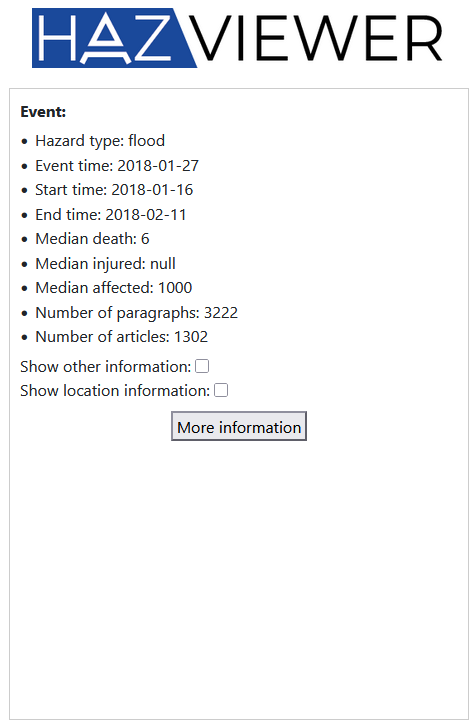 HAZVIEWER
Event:
• Hazard type: flood
• Event time: 2018-01-27
• Start time: 2018-01-16
• End time: 2018-02-11
• Median death: 6
• Median injured: null
• Median affected: 1000
• Number of paragraphs: 3222
• Number of articles: 1302
Show other information:
Show location information:
More information